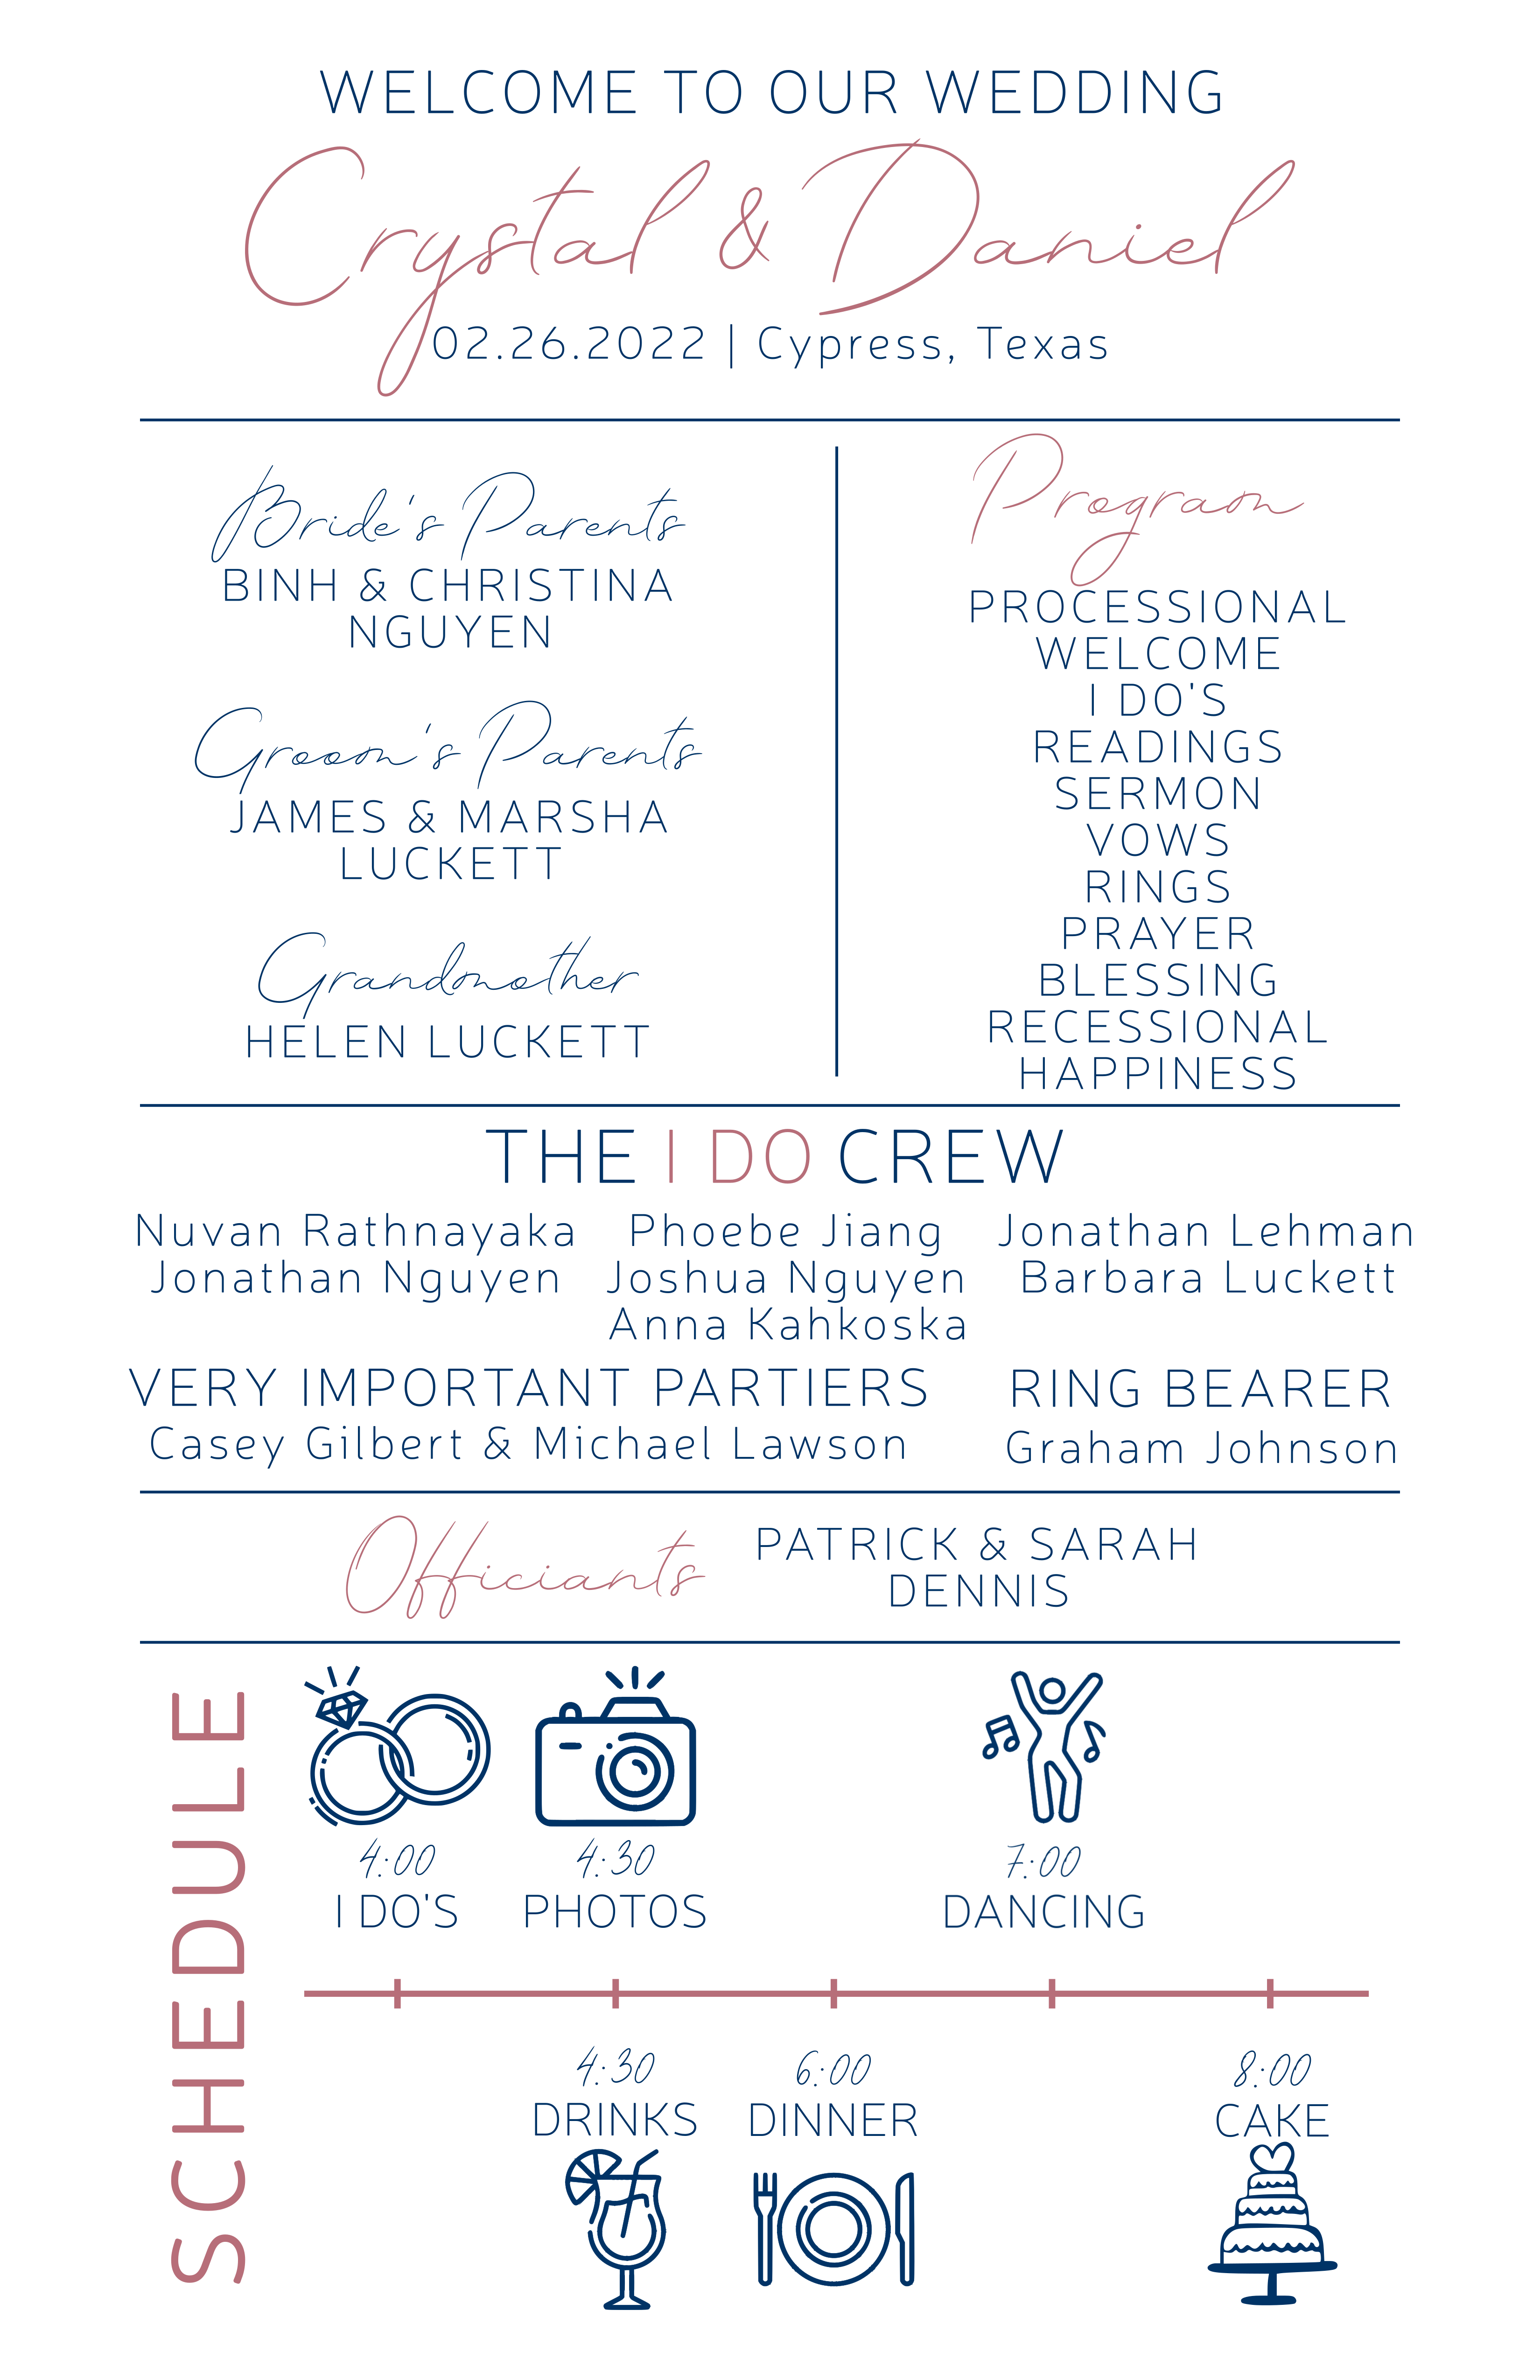 WELCOME TO OUR WEDDING
Crystal & Daniel
02.26.2022 | Cypress, Texas
Bride's Parents
BINH & CHRISTINA
NGUYEN
Groom's Parents
JAMES & MARSHA
LUCKETT
Grandmother
HELEN LUCKETT
Program
PROCESSIONAL
WELCOME
I DO'S
READINGS
SERMON
VOWS
RINGS
PRAYER
BLESSING
RECESSIONAL
HAPPINESS
THE I DO CREW
Nuvan Rathnayaka
Jonathan Nguyen
Phoebe Jiang
Joshua Nguyen
Anna Kahkoska
Jonathan Lehman
Barbara Luckett
VERY IMPORTANT PARTIERS
Casey Gilbert & Michael Lawson
RING BEARER
Graham Johnson
Officiants
PATRICK & SARAH
DENNIS
SCHEDULE
4:00
I DO'S
4:30
PHOTOS
7:00
DANCING
4:30
DRINKS
6:00
DINNER
8:00
CAKE